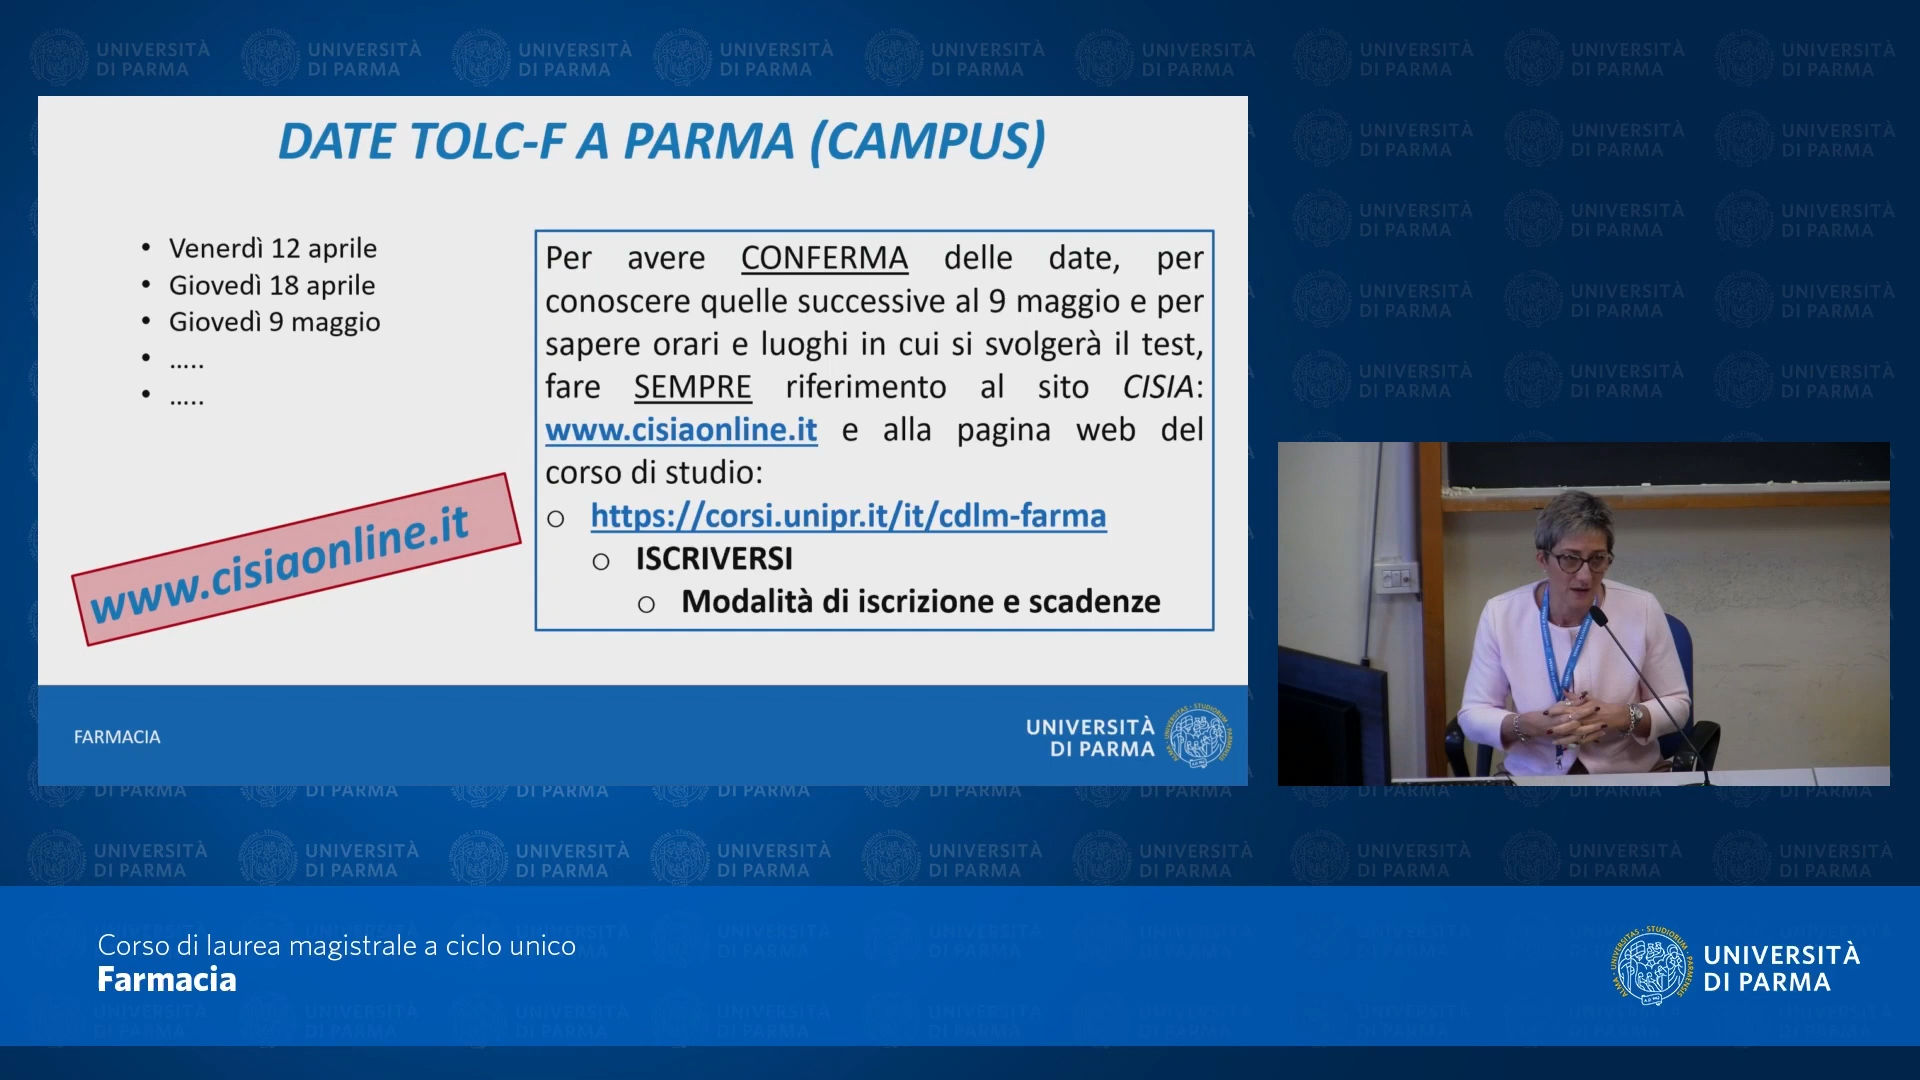 DATE TOLC-F A PARMA (CAMPUS)
• Venerdì 12 aprile
• Giovedì 18 aprile
• Giovedì 9 maggio
• .....
• .....
www.cisiaonline.it
Per avere CONFERMA delle date, per
conoscere quelle successive al 9 maggio e per
sapere orari e luoghi in cui si svolgerà il test,
fare SEMPRE riferimento al sito CISIA:
www.cisiaonline.it e alla pagina web del
corso di studio:
o https://corsi.unipr.it/it/cdlm-farma
o ISCRIVERSI
o Modalità di iscrizione e scadenze
FARMACIA
UNIVERSITÀ
DI PARMA
Corso di laurea magistrale a ciclo unico
Farmacia
UNIVERSITÀ
DI PARMA